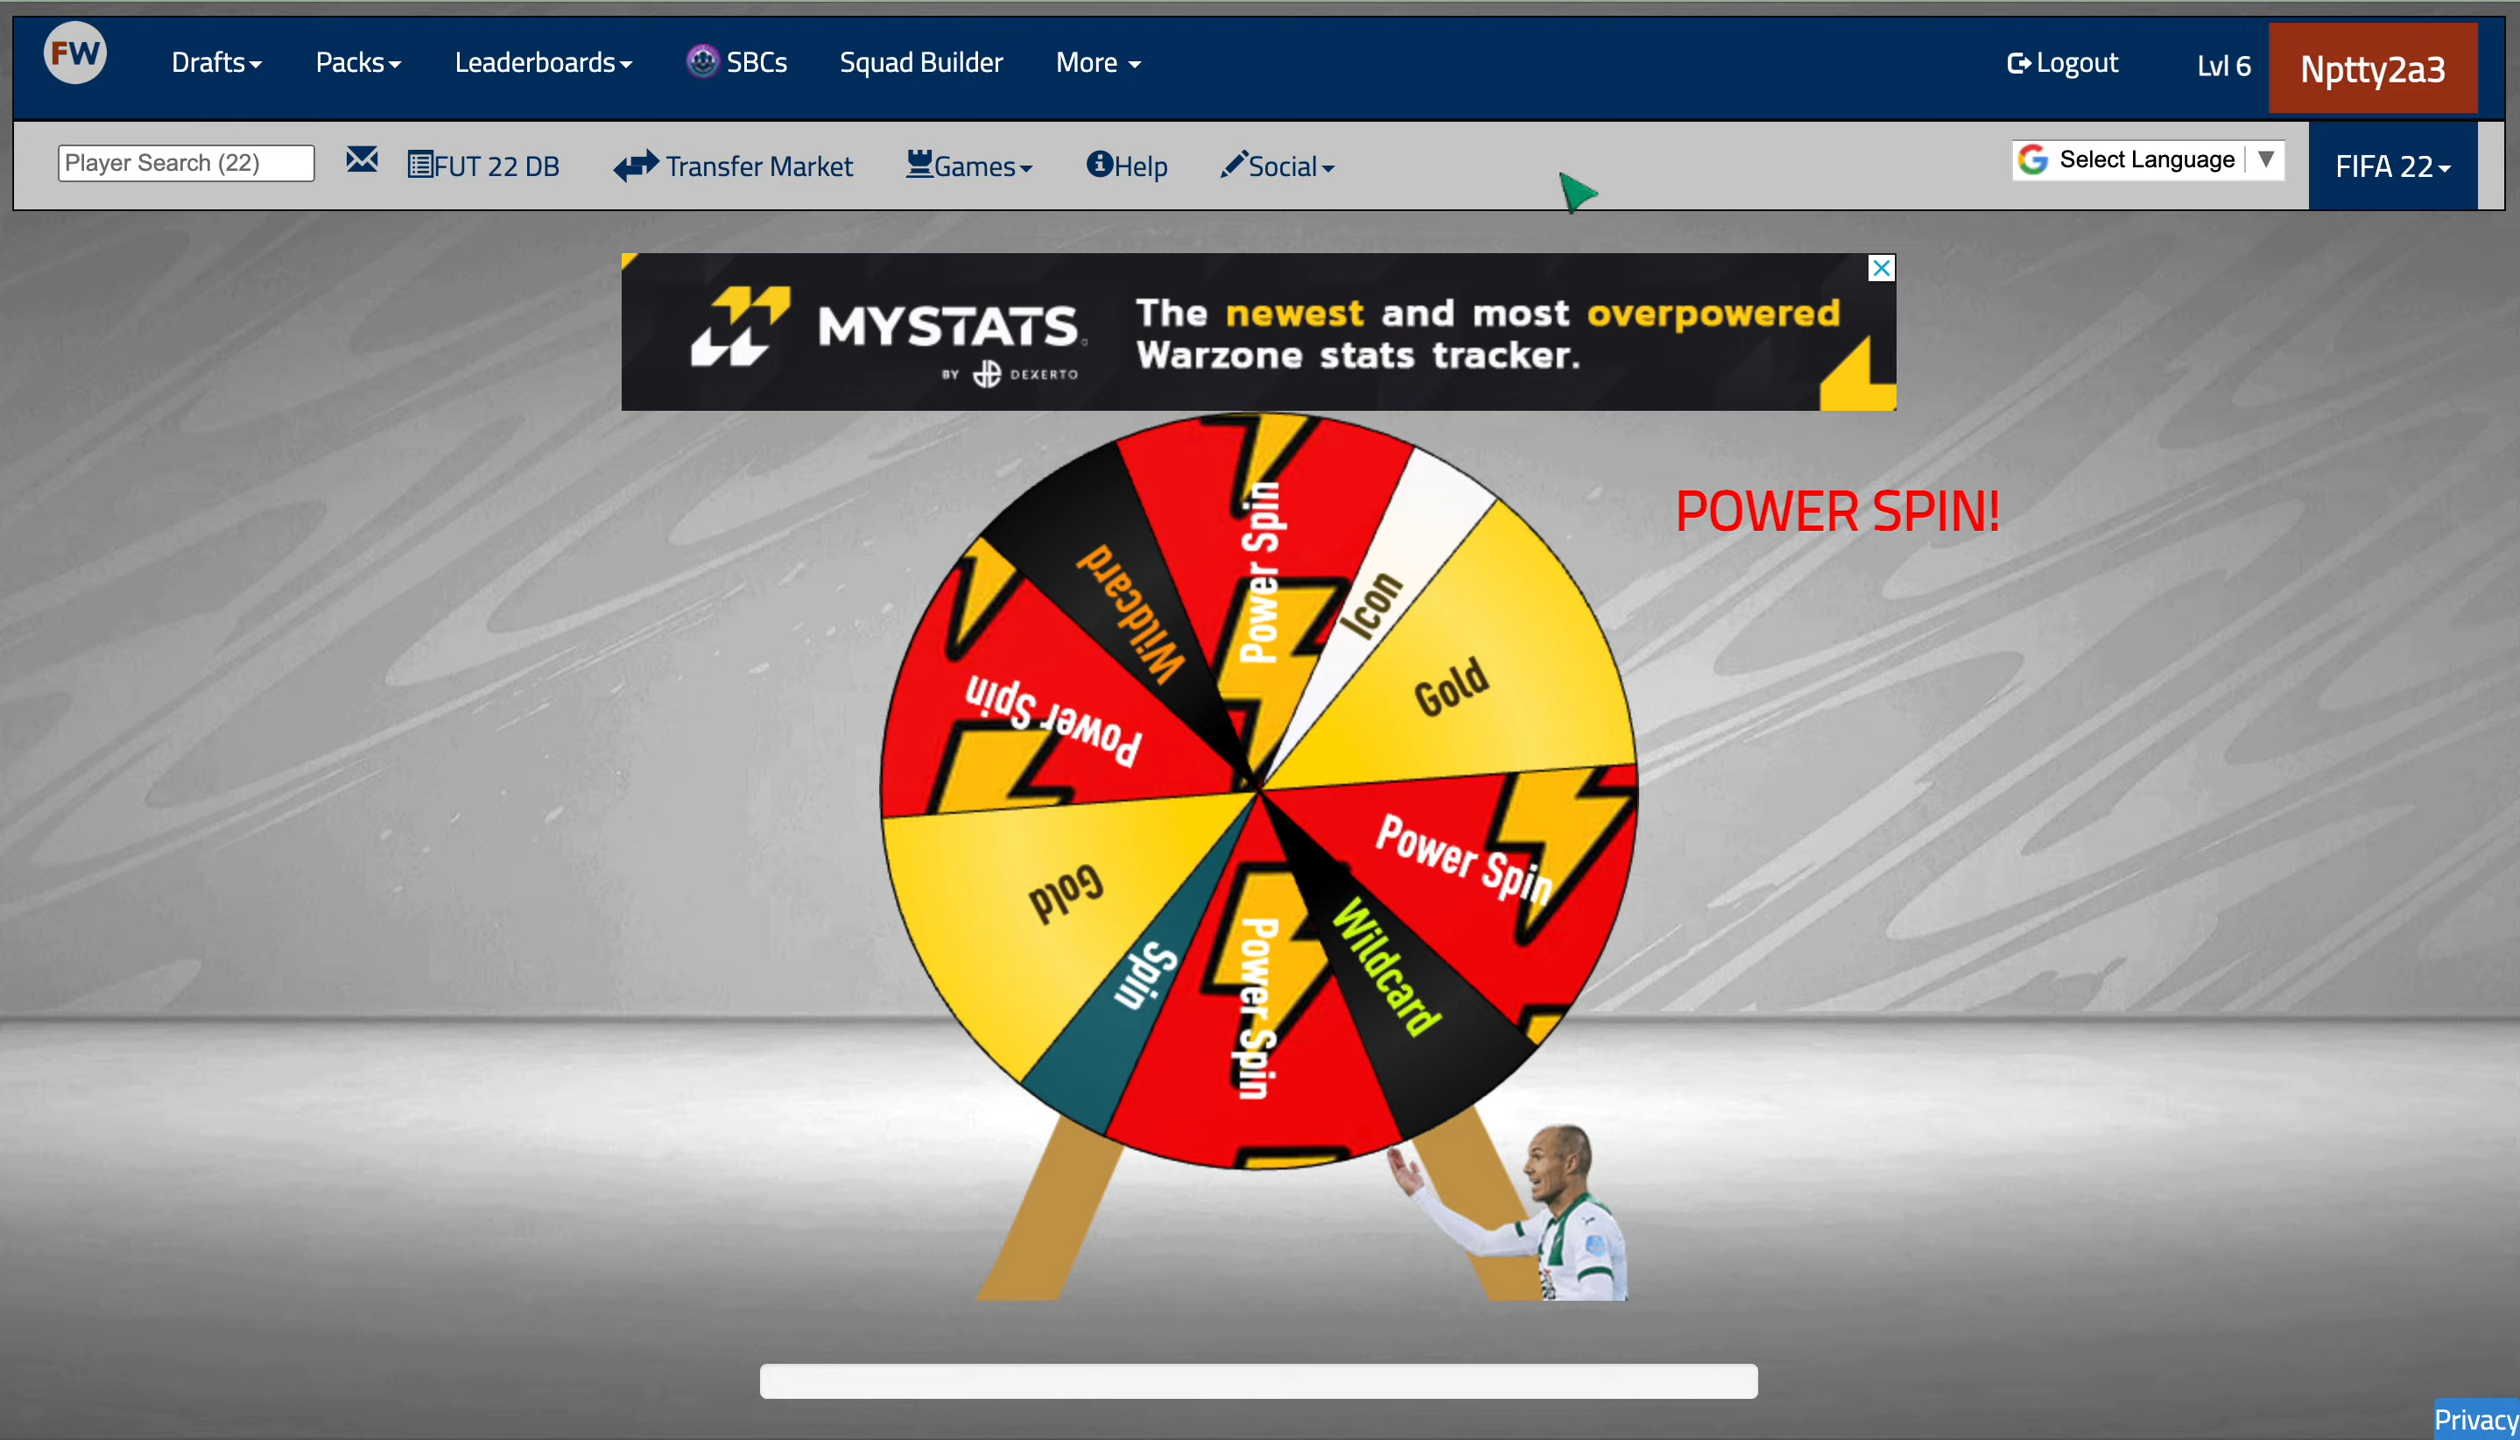 FW
Drafts
Packs
Leaderboards
SBCs
Squad Builder
More
Logout
Lvl 6
Nptty2a3
Player Search (22)
FUT 22 DB
Transfer Market
Games
Help
Social
Select Language
FIFA 22
MYSTATS
BY DEXERTO
The newest and most overpowered
Warzone stats tracker.
POWER SPIN!
Power Spin
Icon
Gold
Power Spin
Wildcard
Power Spin
Spin
Gold
Power Spin
Wildcard
Privacy